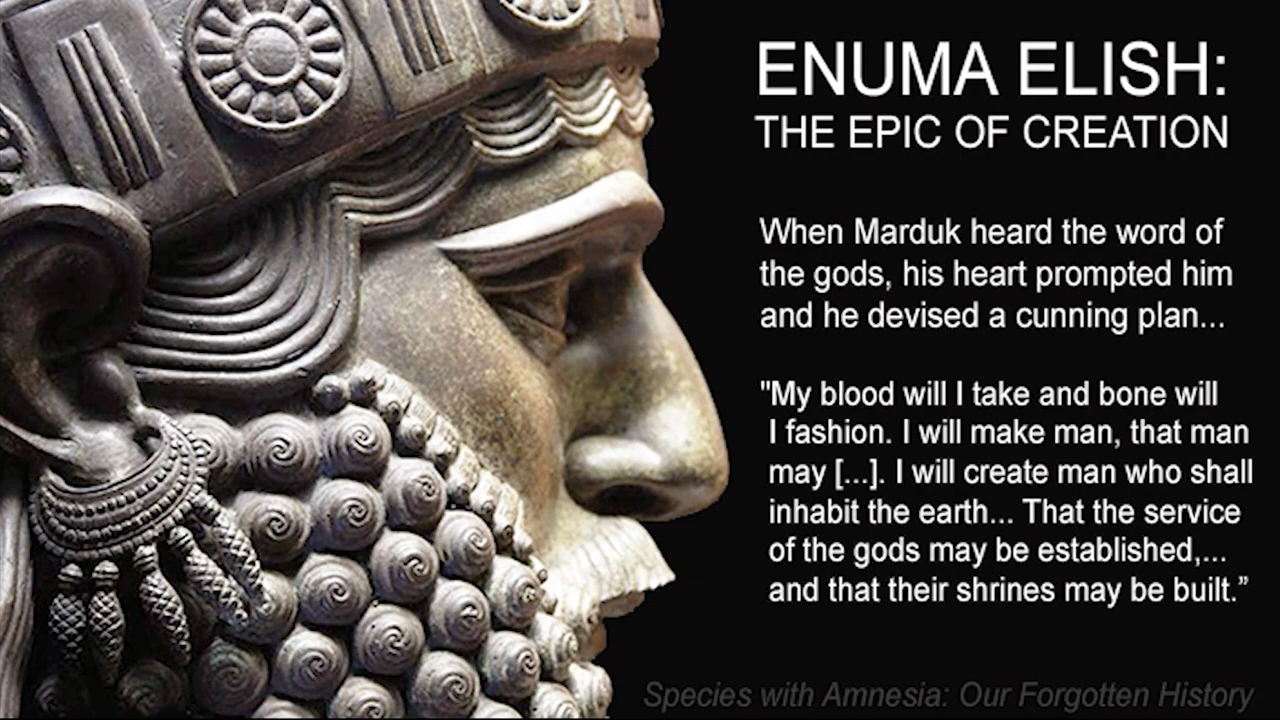 ENUMA ELISH:
THE EPIC OF CREATION
When Marduk heard the word of
the gods, his heart prompted him
and he devised a cunning plan...
"My blood will I take and bone will
I fashion. I will make man, that man
may [...]. I will create man who shall
inhabit the earth... That the service
of the gods may be established,...
and that their shrines may be built.”
Species with Amnesia: Our Forgotten History